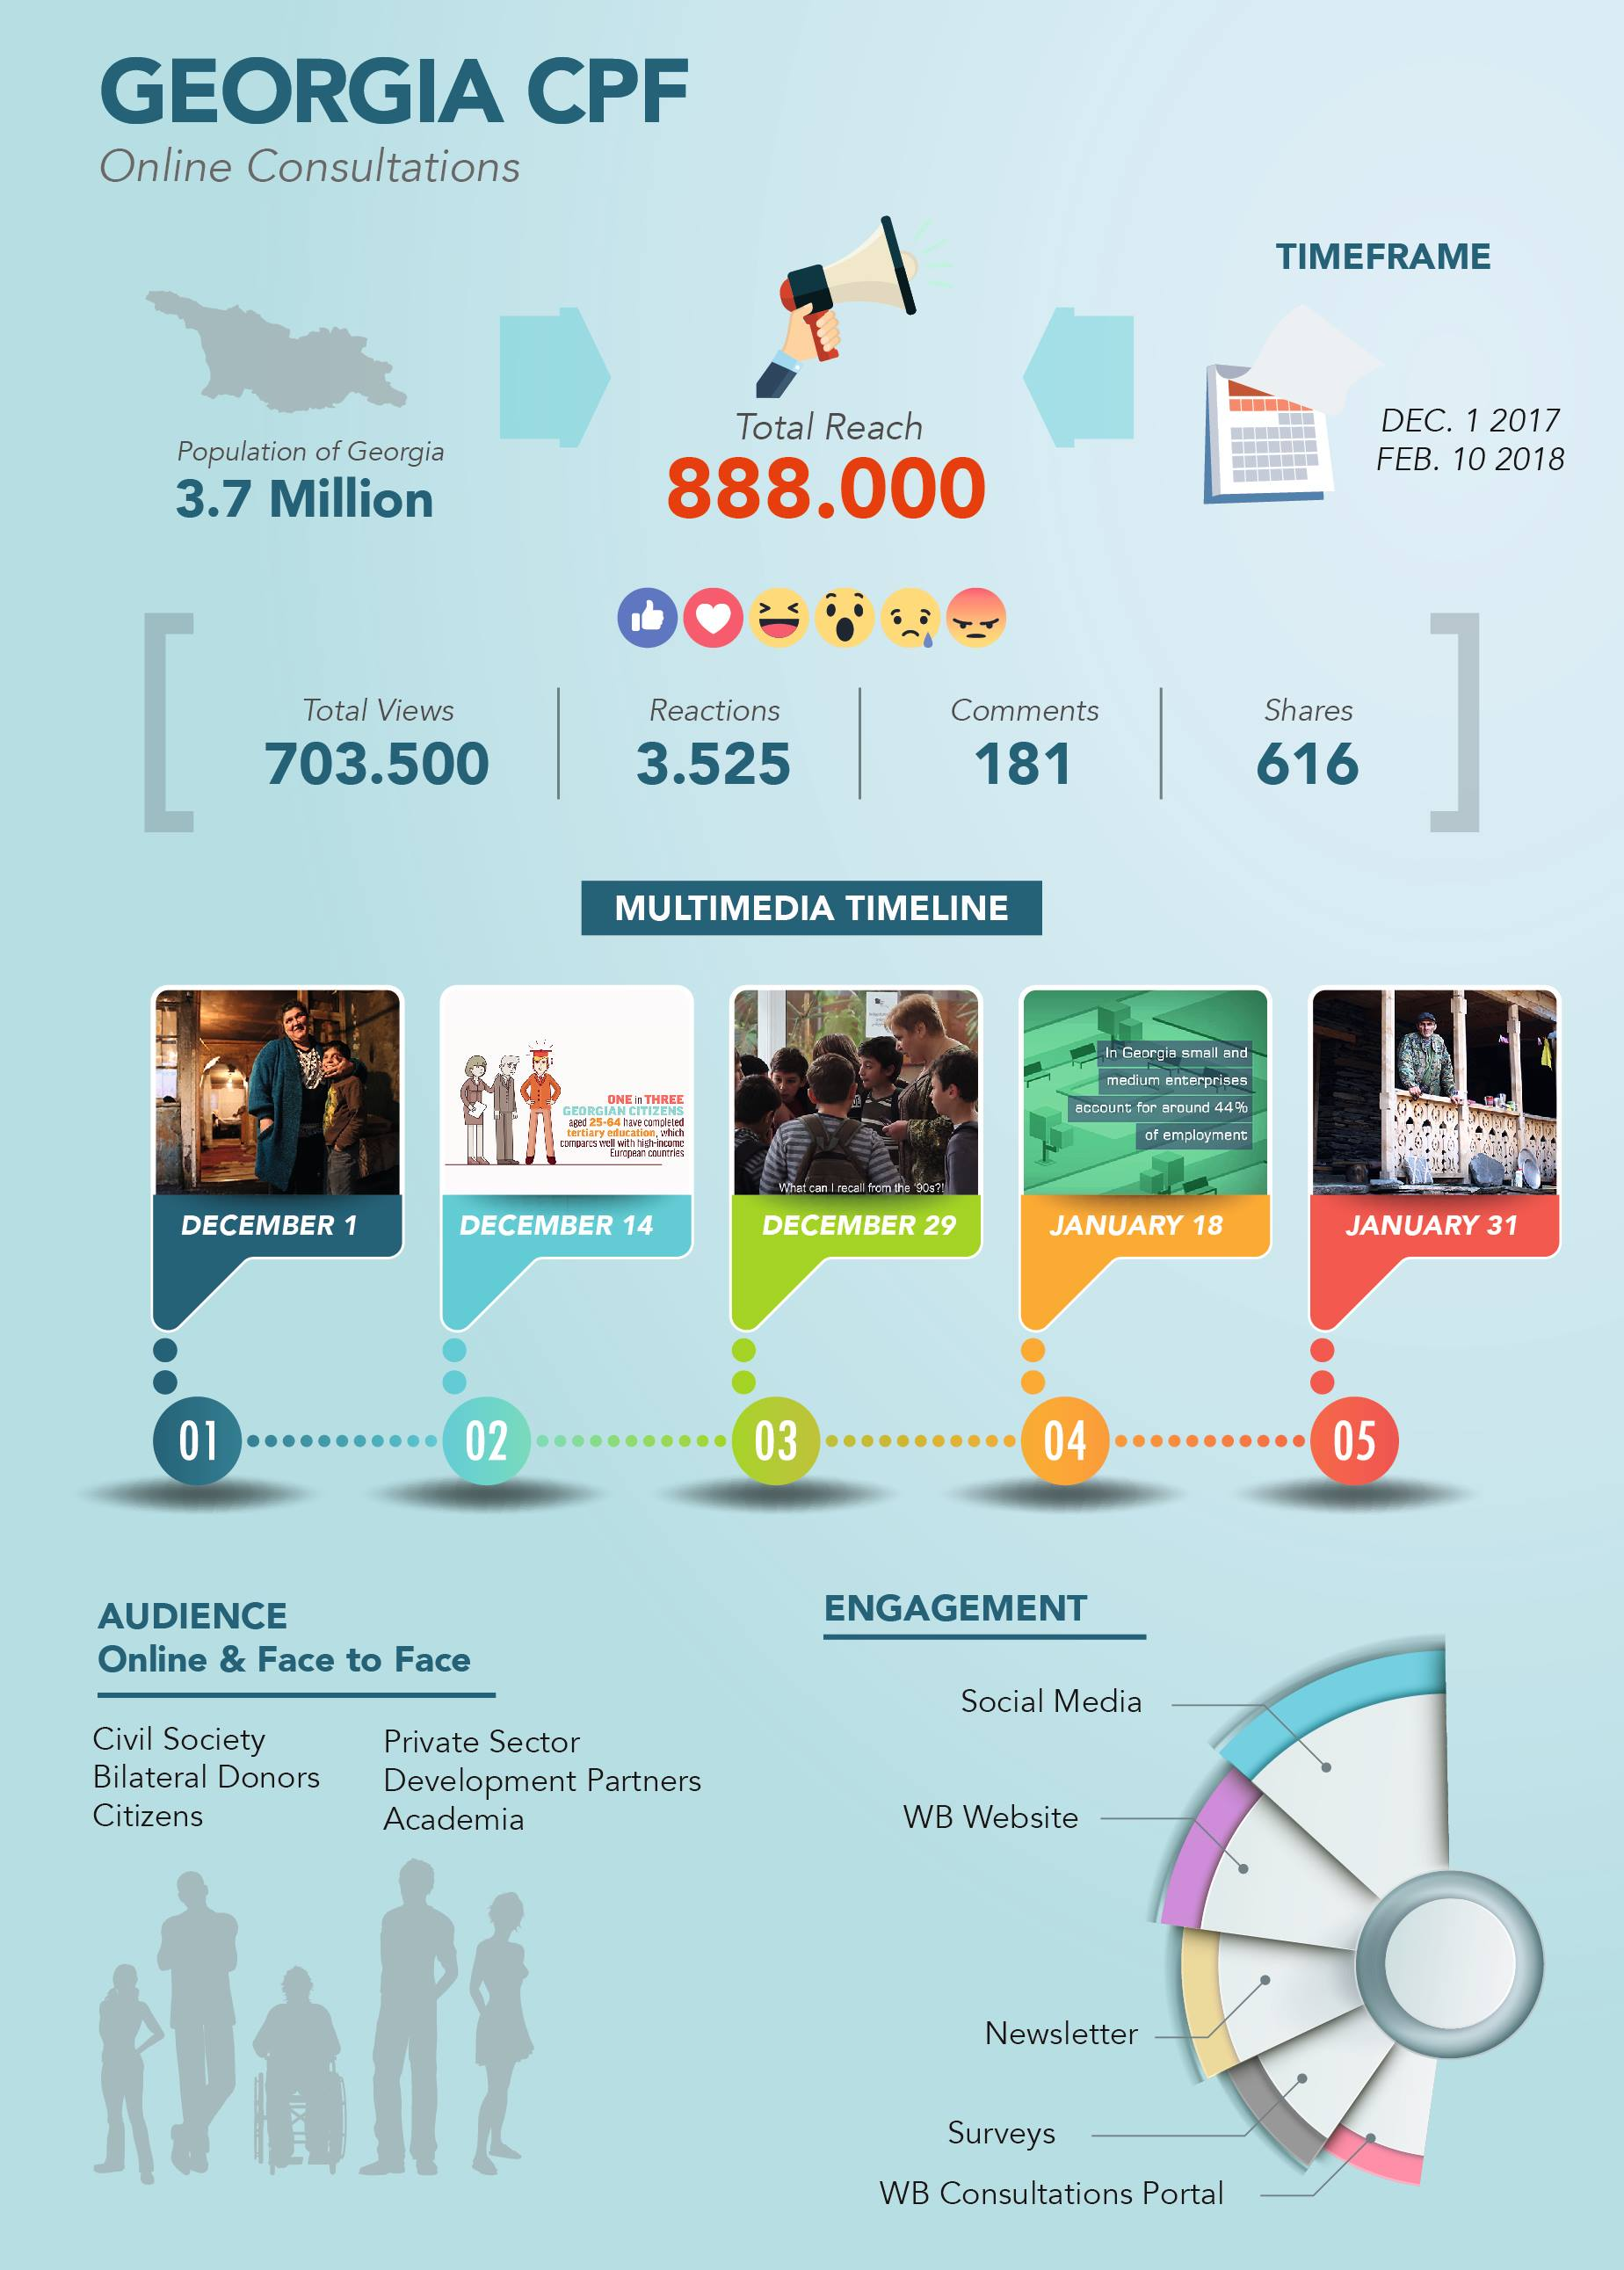 GEORGIA CPF
Online Consultations
TIMEFRAME
DEC. 1 2017
FEB. 10 2018
Population of Georgia
3.7 Million
Total Reach
888.000
Total Views
703.500
Reactions
3.525
Comments
181
Shares
616
MULTIMEDIA TIMELINE
ONE in THREE
GEORGIAN CITIZENS
aged 25-64 have completed
tertiary education, which
compares well with high-income
European countries
What can I recall from the '90s?!
In Georgia small and
medium enterprises
account for around 44%
of employment
DECEMBER 1
DECEMBER 14
DECEMBER 29
JANUARY 18
JANUARY 31
01
02
03
04
05
AUDIENCE
Online & Face to Face
Civil Society
Bilateral Donors
Citizens
Private Sector
Development Partners
Academia
ENGAGEMENT
Social Media
WB Website
Newsletter
Surveys
WB Consultations Portal